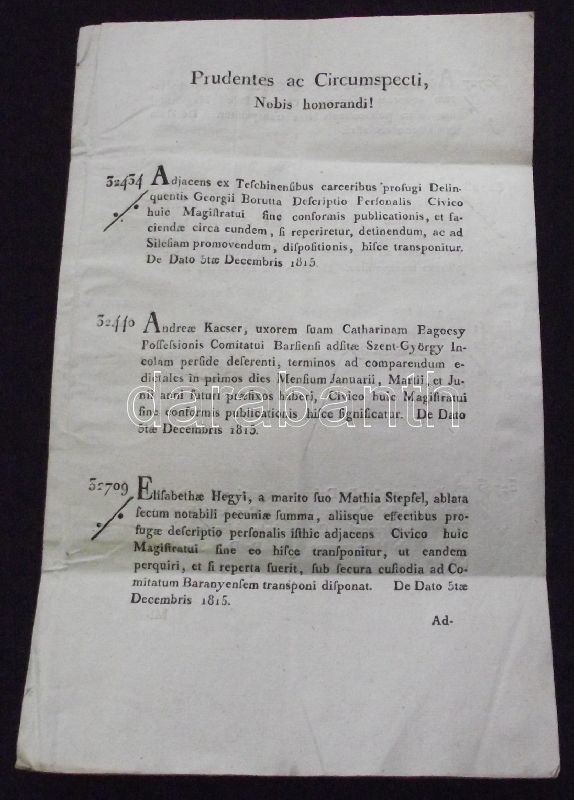 Prudentes ac Circumspecti,
Nobis honorandi!
32434 Adjacens ex Teſchinenſibus carceribus profugi Delin-
quentis Georgii Borutta Deſcriptio Perſonalis Civico
huic Magiſtratui ſine conformis publicationis, et fa-
ciendæ circa eundem, ſi reperiretur, detinendum, ac ad
Sileſiam promovendum, diſpoſitionis, hiſce transponitur.
De Dato 5tæ Decembris 1815.
32440 Andreæ Kacser, uxorem ſuam Catharinam Bagocsy
Poſſeſſionis Comitatui Barſienſi adſitæ Szent-György In-
colam perfide deſerenti, terminos ad comparendum e-
dictales in primos dies Menſium Januarii, Martii et Ju-
nii anni futuri præfixos haberi, Civico huic Magiſtratui
ſine conformis publicationis hiſce ſignificatur. De Dato
5tæ Decembris 1815.
darabanth
32709 Eliſabethæ Hegyi, a marito ſuo Mathia Stepſel, ablata
ſecum notabili pecuniæ ſumma, aliisque effectibus pro-
fugæ deſcriptio perſonalis iſthic adjacens Civico huic
Magiſtratui ſine eo hiſce tranſponitur, ut eandem
perquiri, et ſi reperta fuerit, ſub ſecura cuſtodia ad Co-
mitatum Baranyenſem transponi diſponat. De Dato 5tæ
Decembris 1815.
Ad-